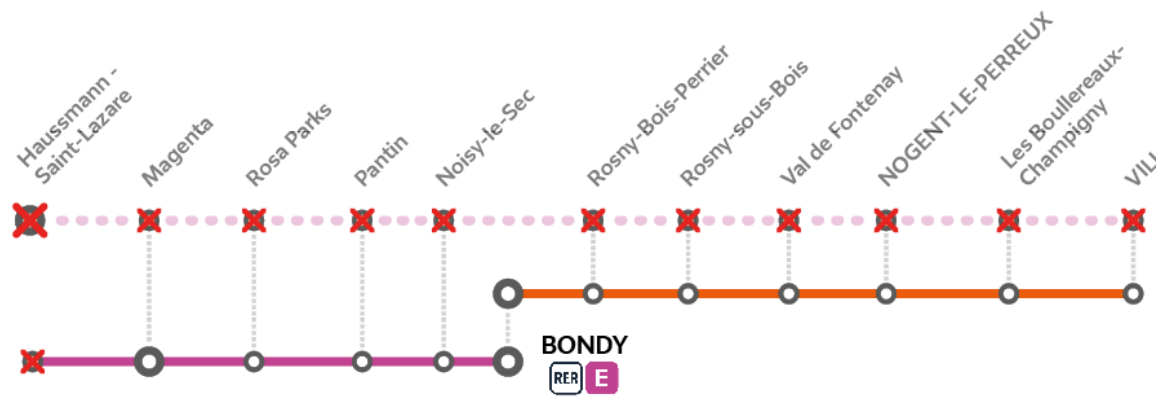 Haussmann -
Saint-Lazare
Magenta
Rosa Parks
Pantin
Noisy-le-Sec
Rosny-Bois-Perrier
Rosny-sous-Bois
Val de Fontenay
NOGENT-LE-PERREUX
Les Boullereaux-
Champigny
VILL
BONDY
RER E